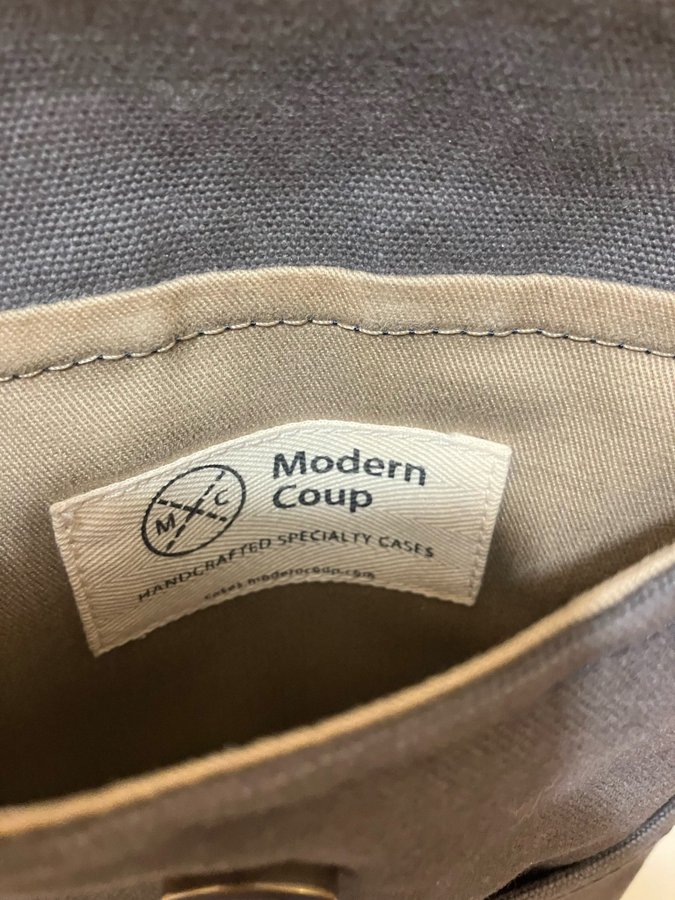 M C
Modern
Coup
HANDCRAFTED SPECIALTY CASES
cases.moderncoup.com